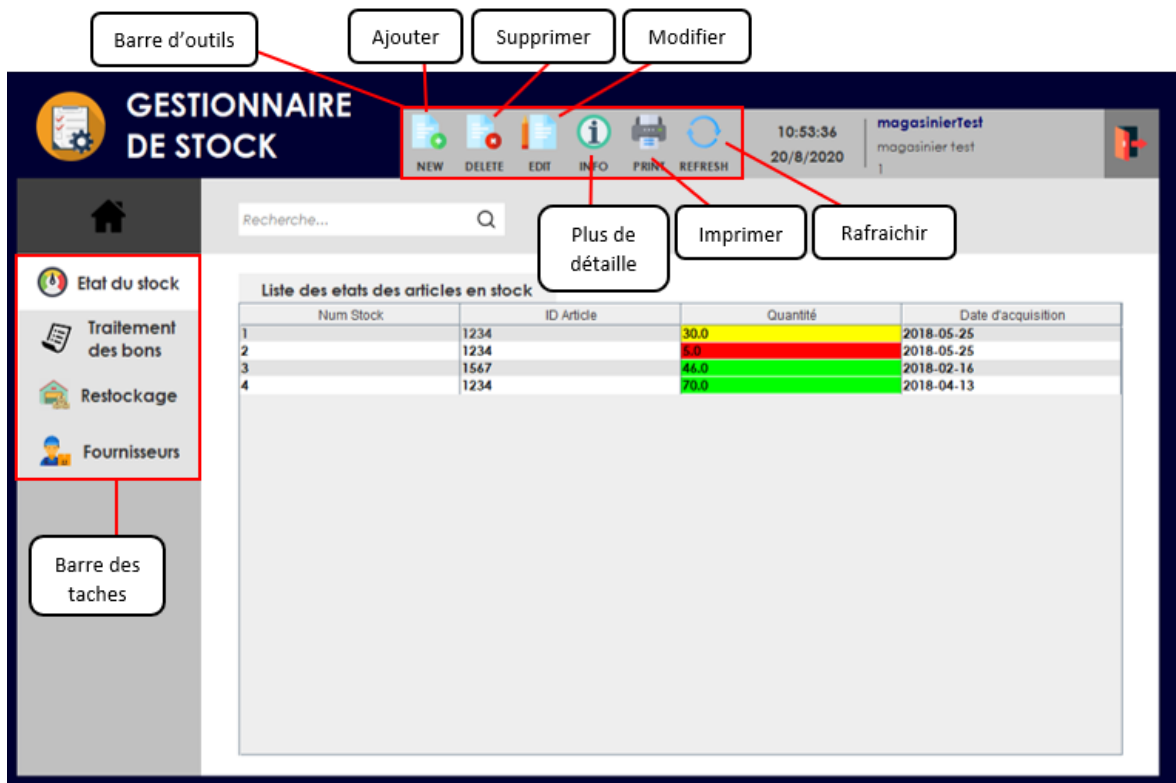 Barre d'outils
Ajouter
Supprimer
Modifier
GESTIONNAIRE
DE STOCK
NEW
DELETE
EDIT
INFO
PRINT
REFRESH
10:53:36
20/8/2020
magasinierTest
magasinier test
1
Recherche...
Plus de
détaille
Imprimer
Rafraichir
Etat du stock
Traitement
des bons
Restockage
Fournisseurs
Barre des
taches
Liste des etats des articles en stock
Num Stock ID Article Quantité Date d'acquisition
1 1234 30.0 2018-05-25
2 1234 5.0 2018-05-25
3 1567 46.0 2018-02-16
4 1234 70.0 2018-04-13